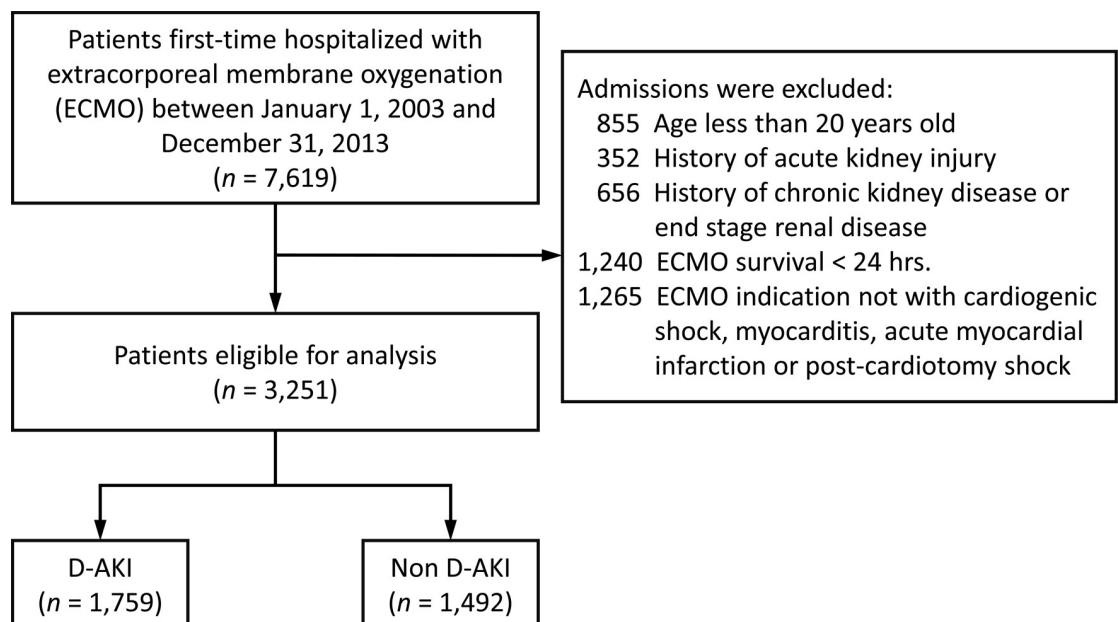 Patients first-time hospitalized with
extracorporeal membrane oxygenation
(ECMO) between January 1, 2003 and
December 31, 2013
(n = 7,619)
Admissions were excluded:
855 Age less than 20 years old
352 History of acute kidney injury
656 History of chronic kidney disease or
end stage renal disease
1,240 ECMO survival < 24 hrs.
1,265 ECMO indication not with cardiogenic
shock, myocarditis, acute myocardial
infarction or post-cardiotomy shock
Patients eligible for analysis
(n = 3,251)
D-AKI
(n = 1,759)
Non D-AKI
(n = 1,492)